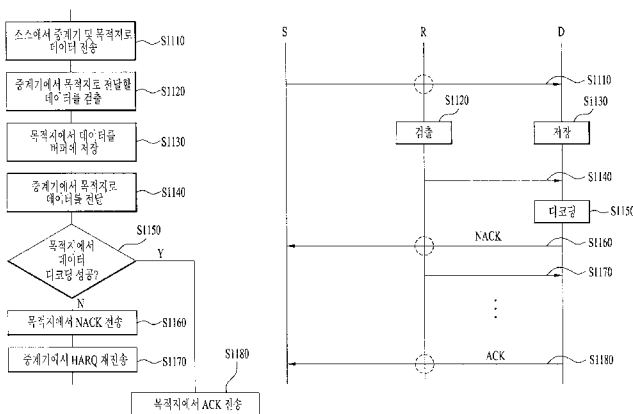 소스에서 중계기 및 목적지로
데이터 전송
S1110
중계기에서 목적지로 전달할
데이터를 검출
S1120
목적지에서 데이터를
버퍼에 저장
S1130
중계기에서 목적지로
데이터를 전달
S1140
목적지에서
데이터
디코딩 성공?
S1150
Y
N
목적지에서 NACK 전송
S1160
중계기에서 HARQ 재전송
S1170
S1180
목적지에서 ACK 전송
S
R
D
S1110
S1120
S1130
검출
저장
S1140
디코딩
S1150
NACK
S1160
S1170
ACK
S1180